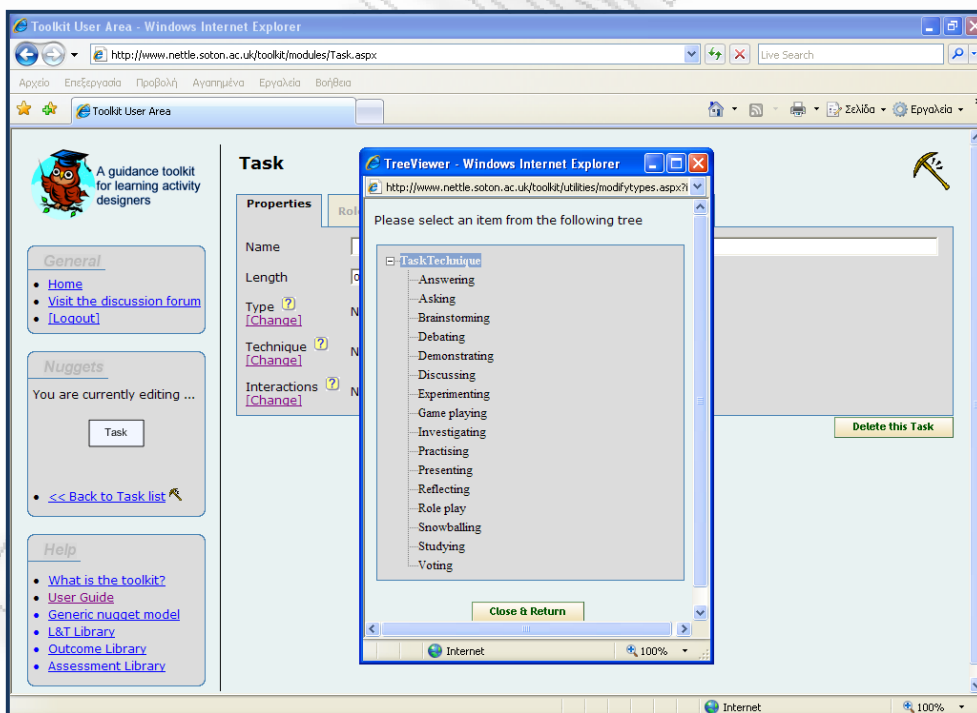 Toolkit User Area - Windows Internet Explorer
http://www.nettle.soton.ac.uk/toolkit/modules/Task.aspx
Live Search
Αρχείο Επεξεργασία Προβολή Αγαπημένα Εργαλεία Βοήθεια
Toolkit User Area
Σελίδα
Εργαλεία
A guidance toolkit
for learning activity
designers
General
Home
Visit the discussion forum
[Logout]
Nuggets
You are currently editing ...
Task
<< Back to Task list
Help
What is the toolkit?
User Guide
Generic nugget model
L&T Library
Outcome Library
Assessment Library
Task
Properties
Name
Length
Type ?
[Change]
Technique ?
[Change]
Interactions ?
[Change]
Delete this Task
TreeViewer - Windows Internet Explorer
http://www.nettle.soton.ac.uk/toolkit/utilities/modifytypes.aspx?i
Please select an item from the following tree
TaskTechnique
Answering
Asking
Brainstorming
Debating
Demonstrating
Discussing
Experimenting
Game playing
Investigating
Practising
Presenting
Reflecting
Role play
Snowballing
Studying
Voting
Close & Return
Internet
100%
Internet
100%